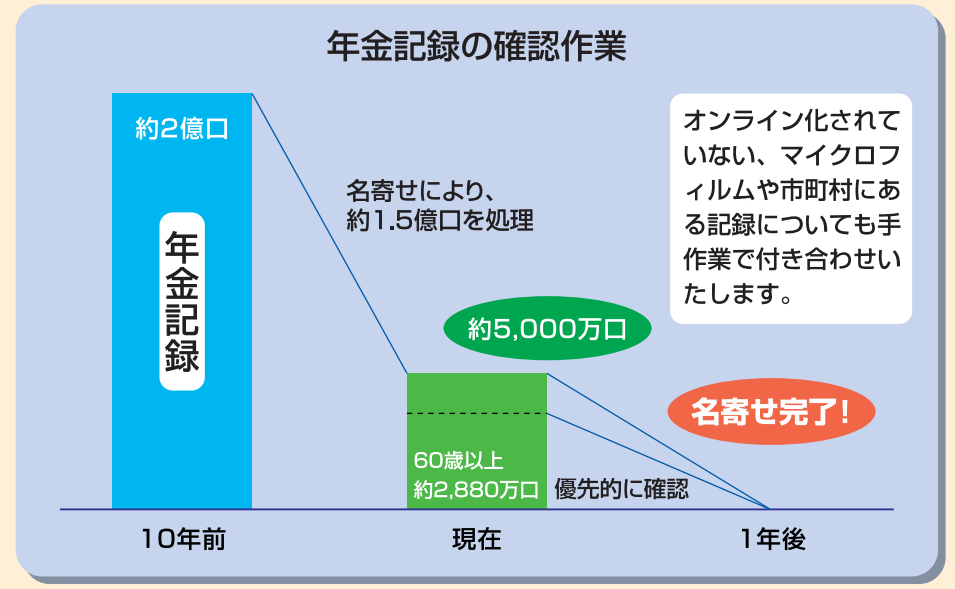 年金記録の確認作業
約2億口
年金記録
名寄せにより、
約1.5億口を処理
オンライン化されて
いない、マイクロフ
ィルムや市町村にあ
る記録についても手
作業で付き合わせい
たします。
約5,000万口
名寄せ完了!
60歳以上
約2,880万口
優先的に確認
10年前
現在
1年後